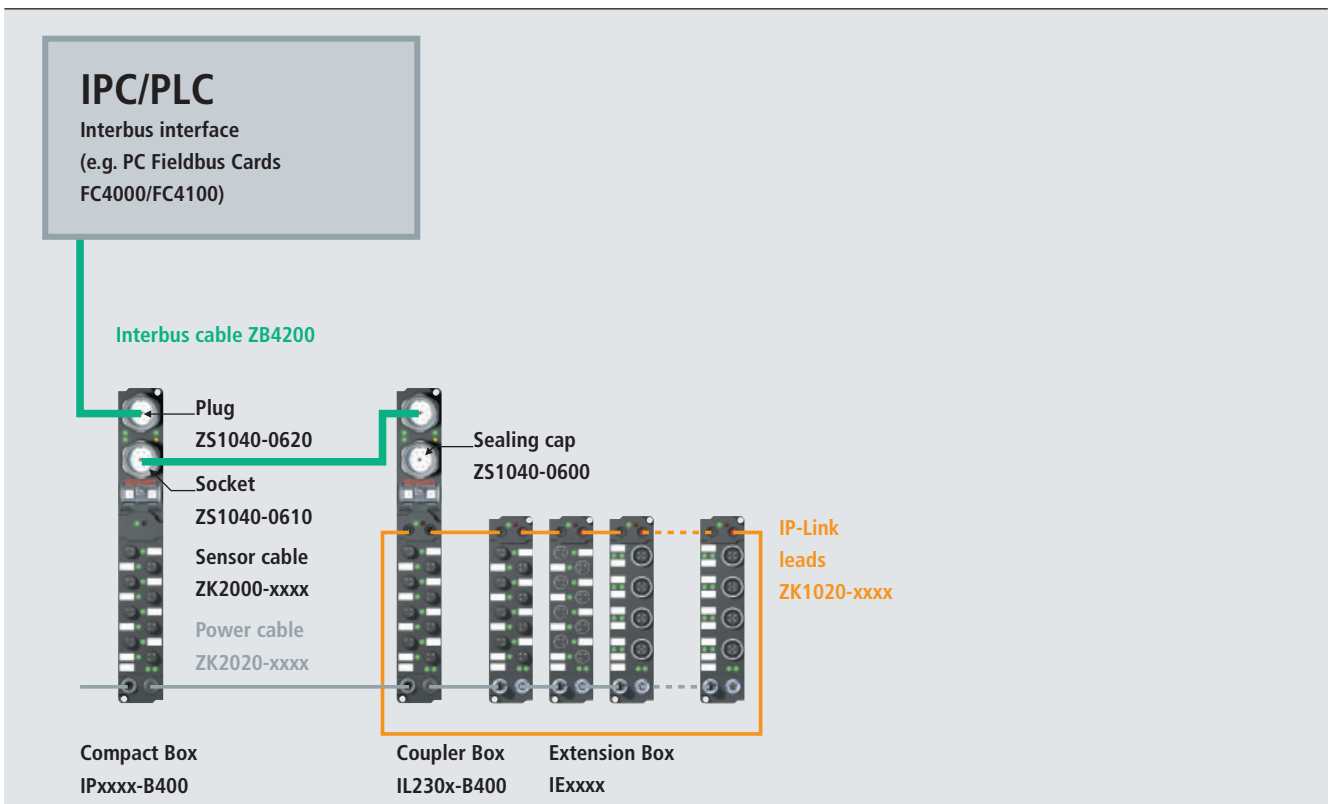 IPC/PLC
Interbus interface
(e.g. PC Fieldbus Cards
FC4000/FC4100)
Interbus cable ZB4200
Plug
ZS1040-0620
Socket
ZS1040-0610
Sensor cable
ZK2000-xxxx
Power cable
ZK2020-xxxx
Sealing cap
ZS1040-0600
IP-Link
leads
ZK1020-xxxx
Compact Box
IPxxxx-B400
Coupler Box
IL230x-B400
Extension Box
IExxxx